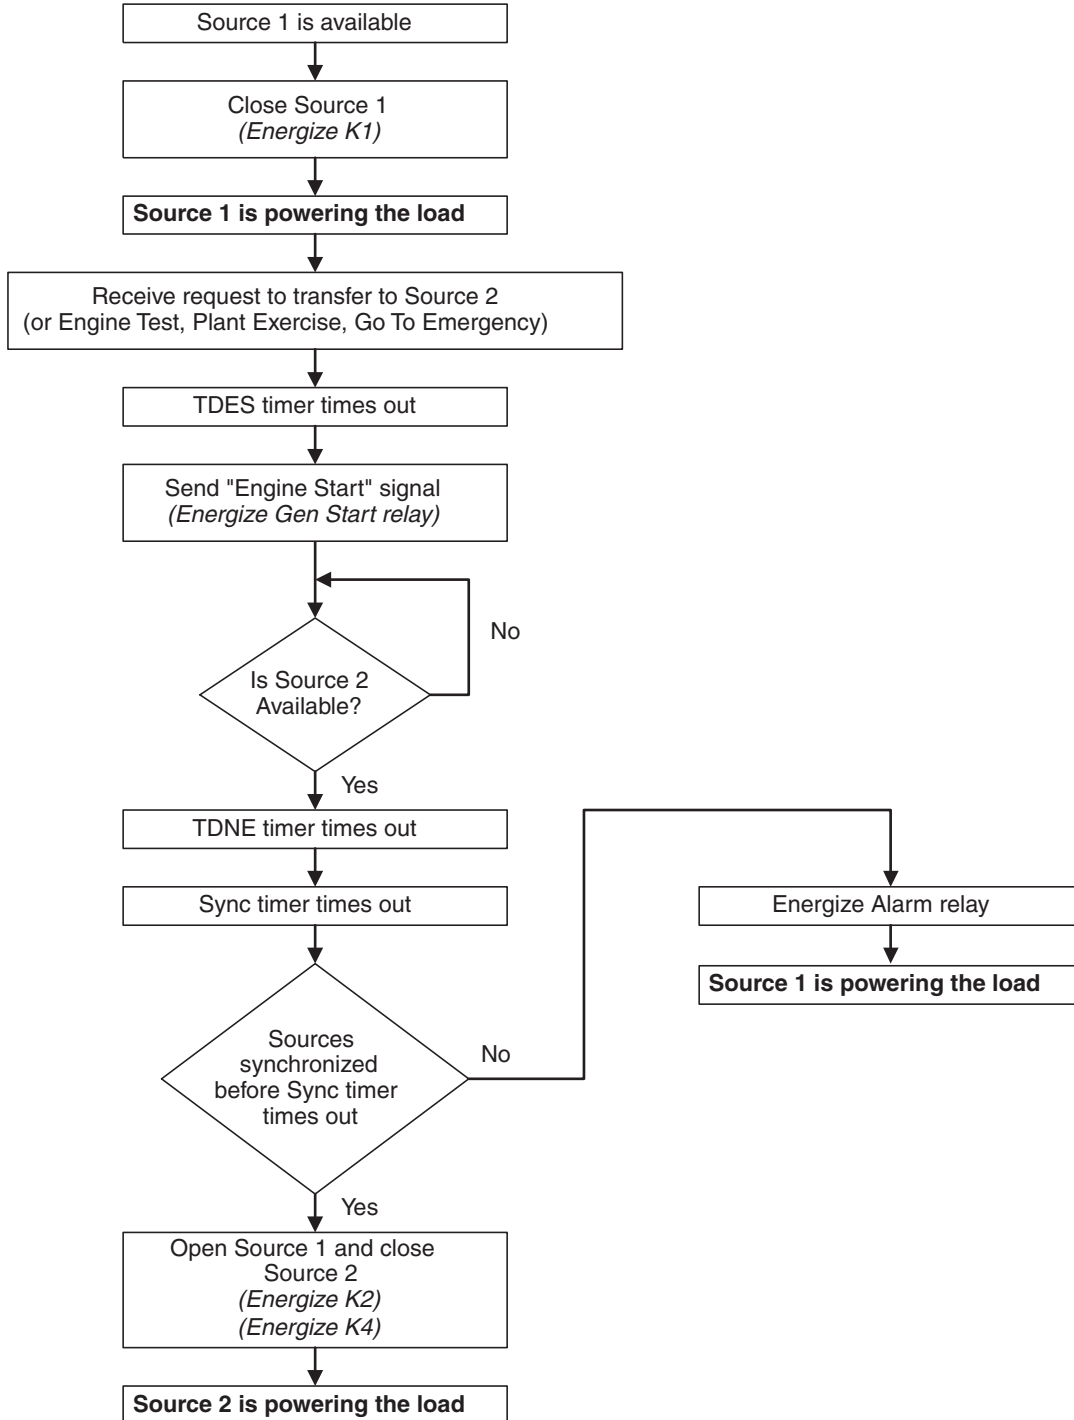 Source 1 is available
Close Source 1
(Energize K1)
Source 1 is powering the load
Receive request to transfer to Source 2
(or Engine Test, Plant Exercise, Go To Emergency)
TDES timer times out
Send "Engine Start" signal
(Energize Gen Start relay)
No
Is Source 2
Available?
Yes
TDNE timer times out
Sync timer times out
Energize Alarm relay
Source 1 is powering the load
Sources
synchronized
before Sync timer
times out
No
Yes
Open Source 1 and close
Source 2
(Energize K2)
(Energize K4)
Source 2 is powering the load